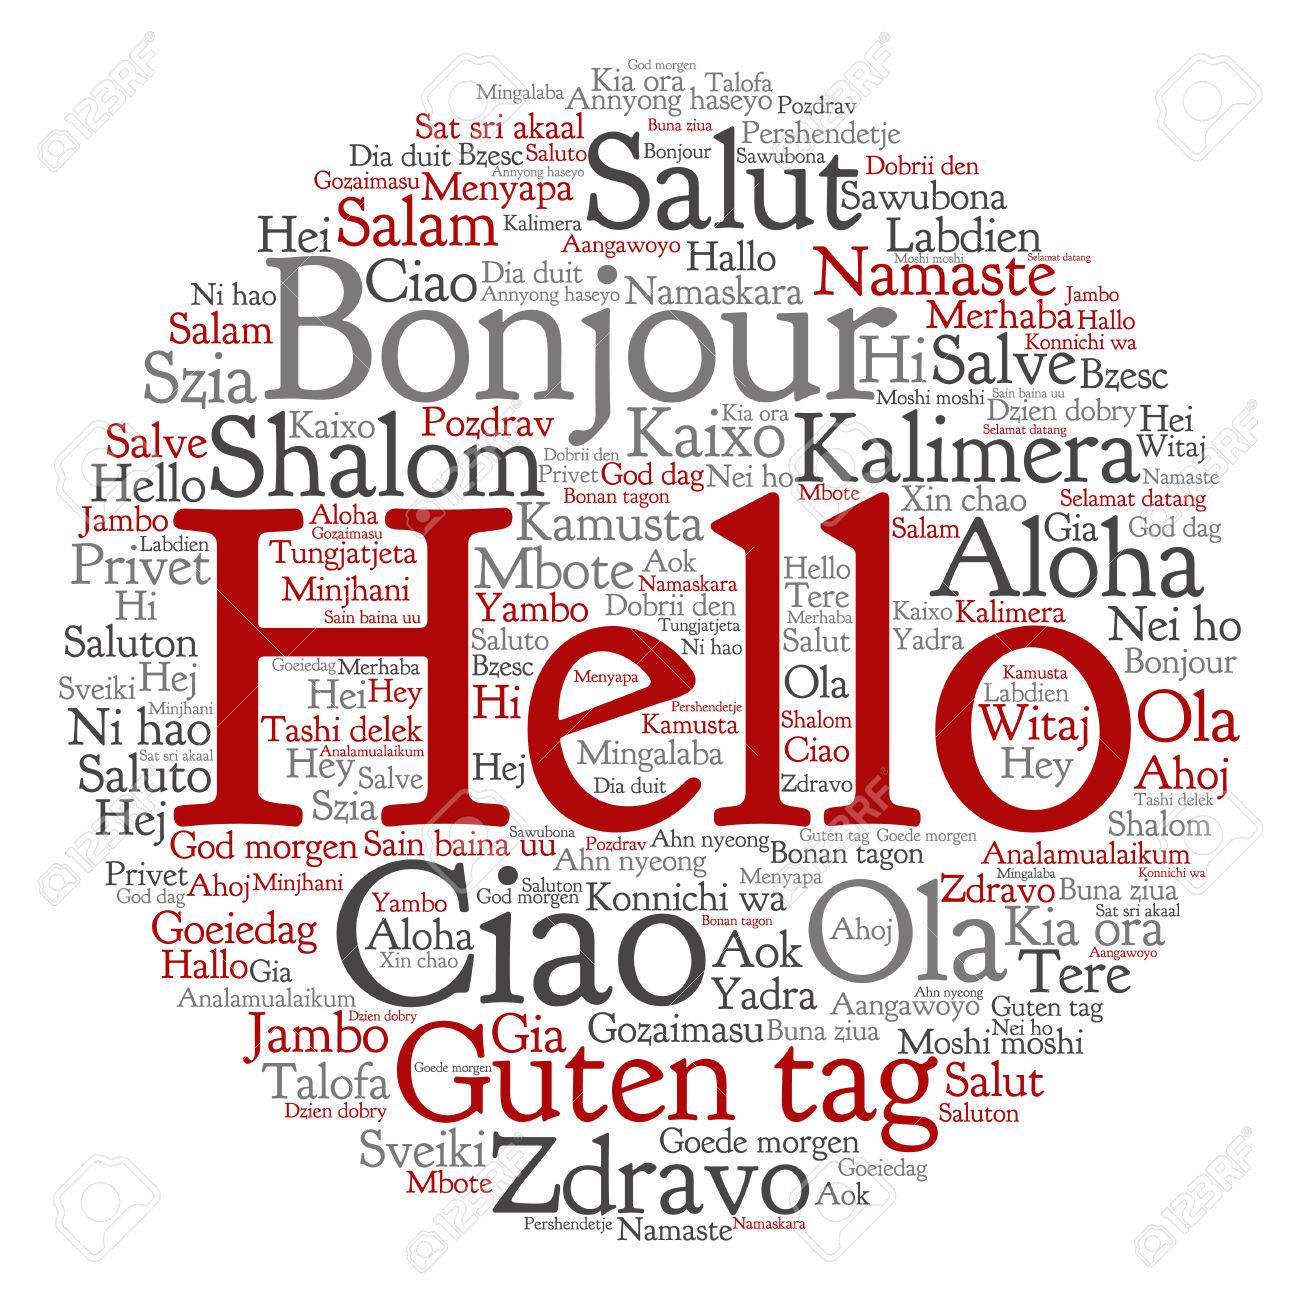 God morgen
Kia ora
Talofa
Mingalaba
Annyong haseyo
Pozdrav
Sat sri akaal
Buna ziua
Pershendetje
Salut
Dia duit
Bzesc
Saluto
Bonjour
Sawubona
Dobrii den
Annyong haseyo
Gozaimasu
Menyapa
Sawubona
Salam
Kalimera
Hei
Aangawoyo
Hallo
Labdien
Moshi moshi
Selamat datang
Namaste
Ciao
Dia duit
Annyong haseyo
Namaskara
Ni hao
Bonjour
Jambo
Merhaba
Hallo
Salam
Konnichi wa
Szia
Hi
Salve
Bzesc
Moshi moshi
Sain baina uu
Dzien dobry
Hei
Kaixo
Pozdrav
Kaixo
Kia ora
Kalimera
Selamat datang
Witaj
Salve
Shalom
Dobrii den
Privet
God dag
Nei ho
Namaste
Hello
Bonan tagon
Mbote
Xin chao
Selamat datang
Jambo
Aloha
Gozaimasu
Kamusta
Salam
Aloha
Gia
God dag
Labdien
Tungjatjeta
Hello
Privet
Minjhani
Mbote
Aok
Namaskara
Hello
Tere
Hi
Sain baina uu
Yambo
Dobrii den
Merhaba
Kaixo
Kalimera
Nei ho
Saluton
Saluto
Tungjatjeta
Ni hao
Salut
Yadra
Bonjour
Goeiedag
Merhaba
Bzesc
Sveiki
Hej
Menyapa
Ola
Kamusta
Labdien
Minjhani
Hei
Hey
Hi
Pershendetje
Kamusta
Shalom
Witaj
Ola
Ni hao
Tashi delek
Analamualaikum
Mingalaba
Ciao
Hey
Sat sri akaal
Saluto
Hey
Salve
Hej
Dia duit
Zdravo
Ahoj
Tashi delek
Szia
Hej
Shalom
God morgen
Sain baina uu
Sawubona
Pozdrav
Ahn nyeong
Guten tag
Goede morgen
Ahn nyeong
Bonan tagon
Analamualaikum
Privet
God dag
Ahoj
Minjhani
Ciao
God morgen
Saluton
Menyapa
Mingalaba
Konnichi wa
Zdravo
Buna ziua
Yambo
Konnichi wa
Bonan tagon
Ola
Ahoj
Sat sri akaal
Goeiedag
Aloha
Xin chao
Aok
Kia ora
Aangawoyo
Hallo
Gia
Tere
Analamualaikum
Yadra
Ahn nyeong
Aangawoyo
Guten tag
Jambo
Dzien dobry
Gia
Gozaimasu
Buna ziua
Nei ho
Moshi moshi
Guten tag
Goede morgen
Talofa
Salut
Dzien dobry
Saluton
Sveiki
Zdravo
Goede morgen
Goeiedag
Mbote
Aok
Pershendetje
Namaste
Namaskara
123RF